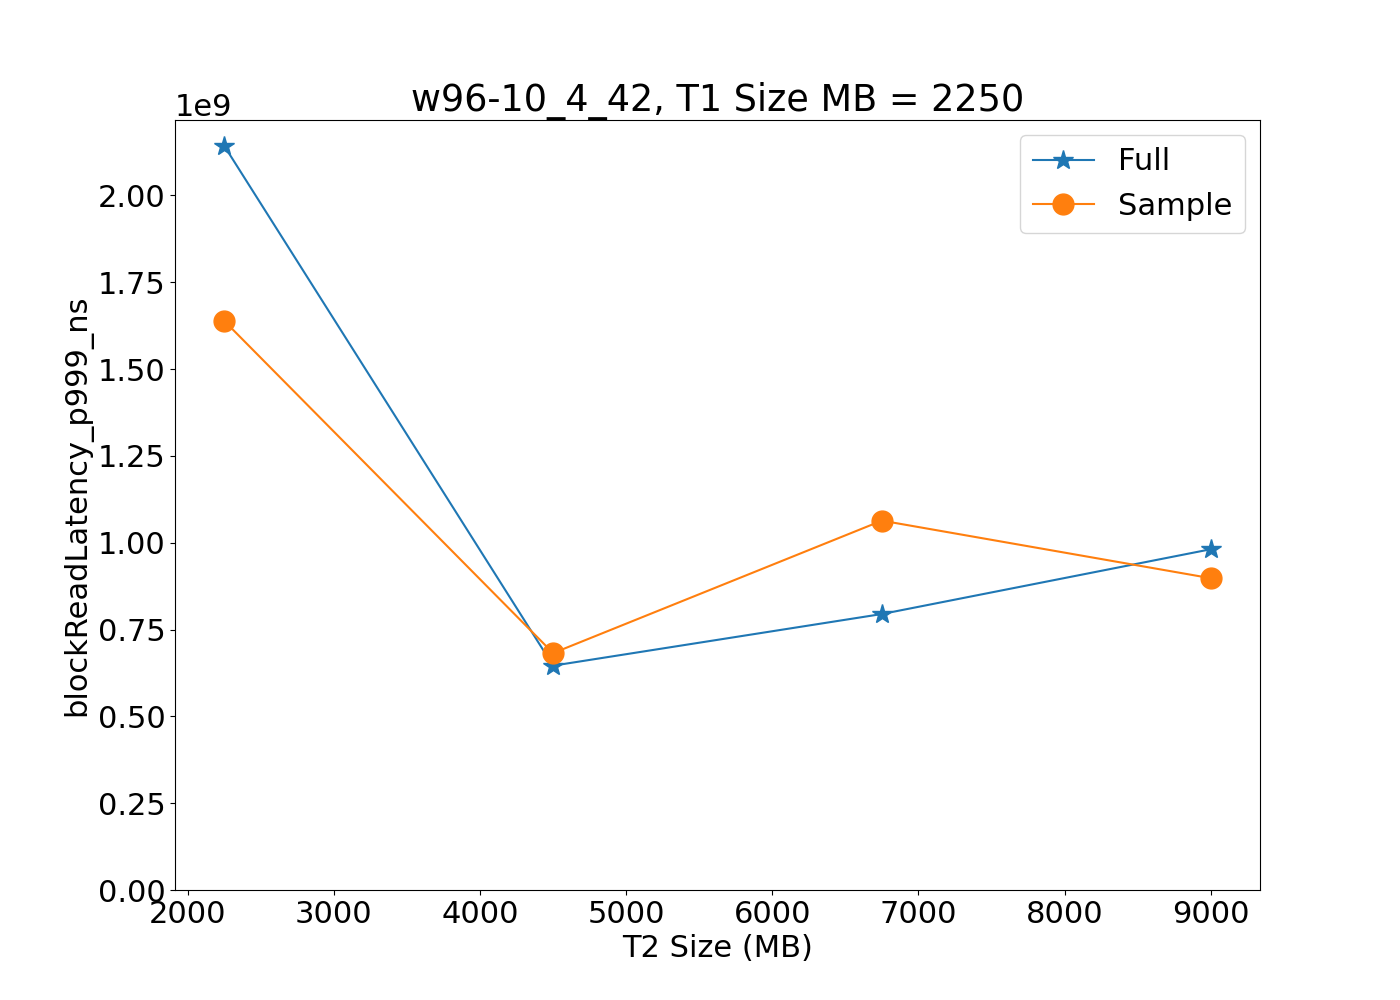 w96-10_4_42, T1 Size MB = 2250
1e9
Full
Sample
2.00
1.75
1.50
1.25
1.00
0.75
0.50
0.25
0.00
blockReadLatency_p999_ns
2000 3000 4000 5000 6000 7000 8000 9000
T2 Size (MB)